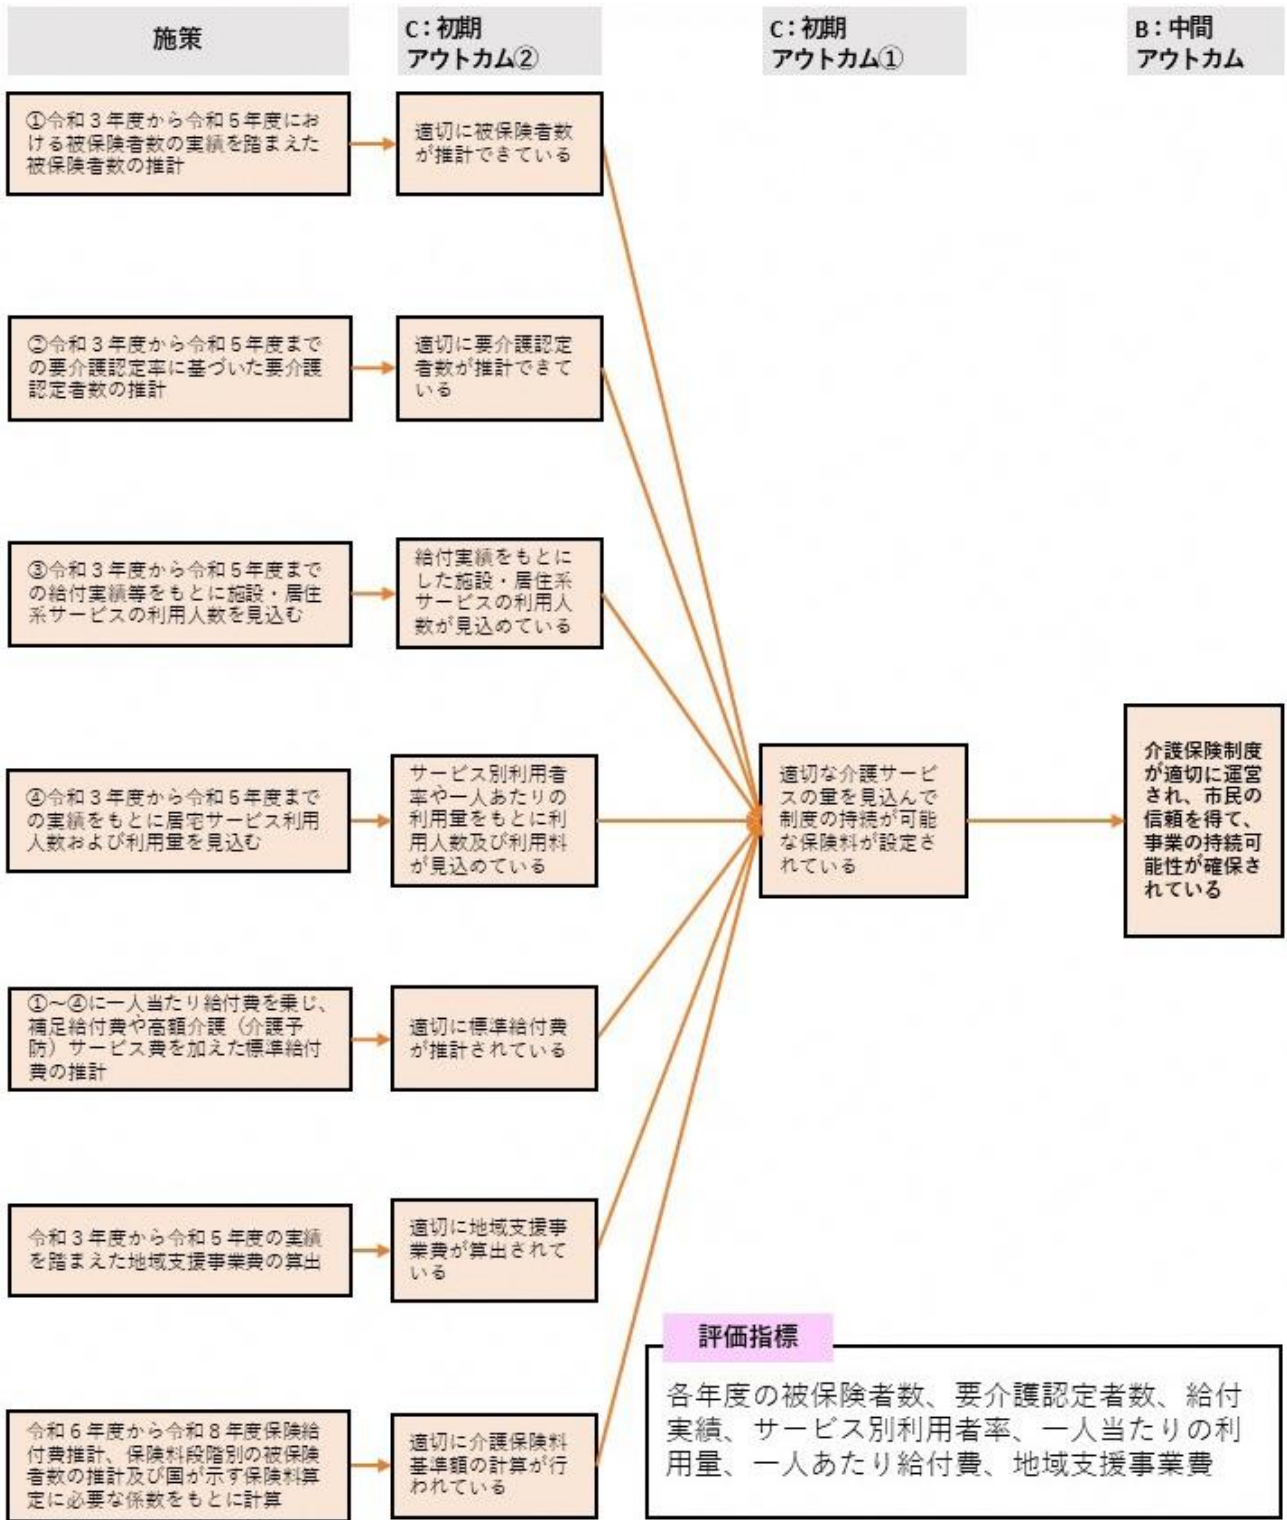 施策
C：初期
アウトカム②
C：初期
アウトカム①
B：中間
アウトカム
①令和３年度から令和５年度にお
ける被保険者数の実績を踏まえた
被保険者数の推計
適切に被保険者数
が推計できている
②令和３年度から令和５年度まで
の要介護認定率に基づいた要介護
認定者数の推計
適切に要介護認定
者数が推計できて
いる
③令和３年度から令和５年度まで
の給付実績等をもとに施設・居住
系サービスの利用人数を見込む
給付実績をもとに
した施設・居住系
サービスの利用人
数が見込めている
④令和３年度から令和５年度まで
の実績をもとに居宅サービス利用
人数および利用量を見込む
サービス別利用者
率や一人あたりの
利用量をもとに利
用人数及び利用料
が見込めている
適切な介護サービ
スの量を見込んで
制度の持続が可能
な保険料が設定さ
れている
介護保険制度
が適切に運営
され、市民の
信頼を得て、
事業の持続可
能性が確保さ
れている
①～④に一人当たり給付費を乗じ、
補足給付費や高額介護（介護予
防）サービス費を加えた標準給付
費の推計
適切に標準給付費
が推計されている
令和３年度から令和５年度の実績
を踏まえた地域支援事業費の算出
適切に地域支援事
業費が算出されて
いる
令和６年度から令和８年度保険給
付費推計、保険料段階別の被保険
者数の推計及び国が示す保険料算
定に必要な係数をもとに計算
適切に介護保険料
基準額の計算が行
われている
評価指標
各年度の被保険者数、要介護認定者数、給付
実績、サービス別利用者率、一人当たりの利
用量、一人あたり給付費、地域支援事業費